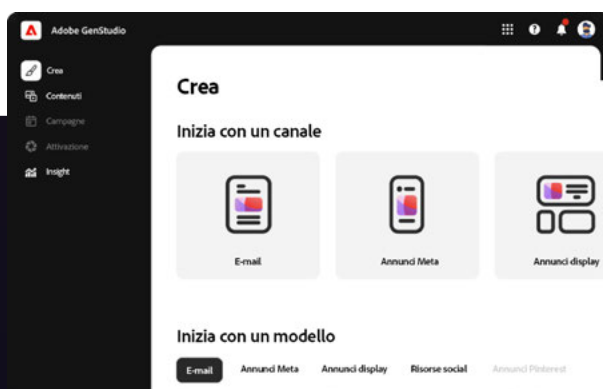 Adobe GenStudio
Crea
Contenuti
Campagne
Attivazione
Insight
Crea
Inizia con un canale
E-mail
Annunci Meta
Annunci display
Inizia con un modello
E-mail Annunci Meta Annunci display Risorse social Annunci Pinterest